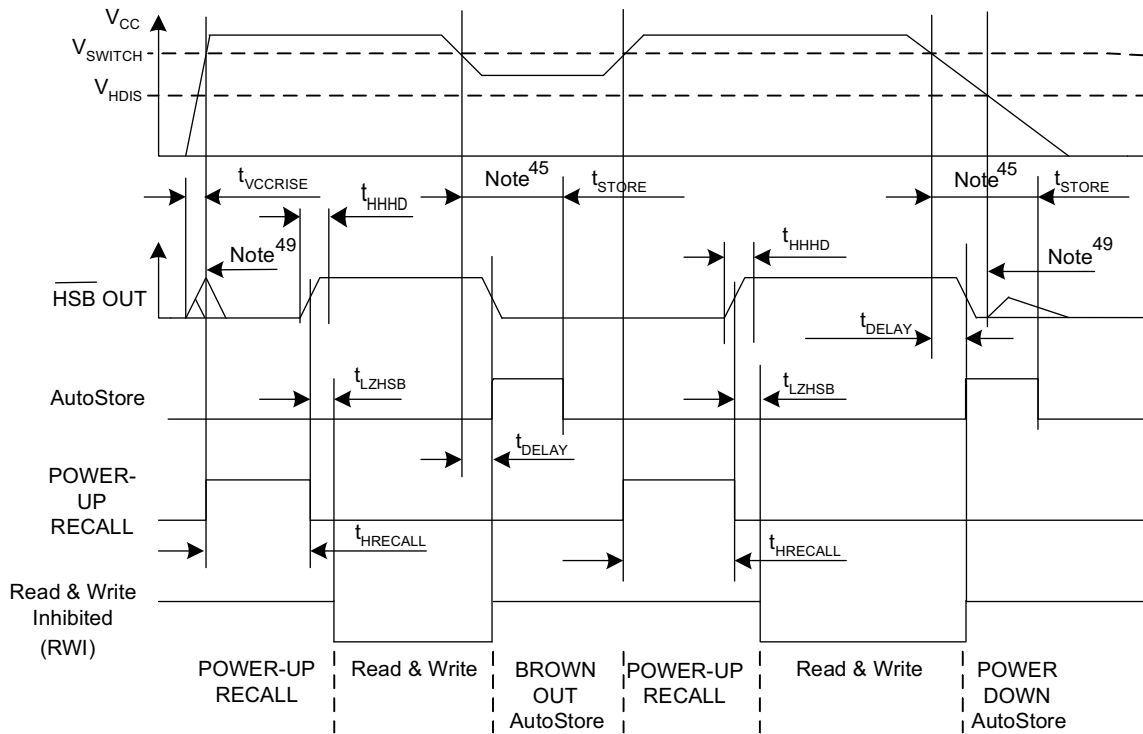 VCC
VSWITCH
VHDIS
tVCCRISE
Note45
tSTORE
Note45
tSTORE
tHHHD
Note49
tHHHD
Note49
HSB OUT
tDELAY
tLZHSB
tLZHSB
AutoStore
tDELAY
POWER-
UP
RECALL
tHRECALL
tHRECALL
Read & Write
Inhibited
(RWI)
POWER-UP
RECALL
Read & Write
BROWN
OUT
AutoStore
POWER-UP
RECALL
Read & Write
POWER
DOWN
AutoStore